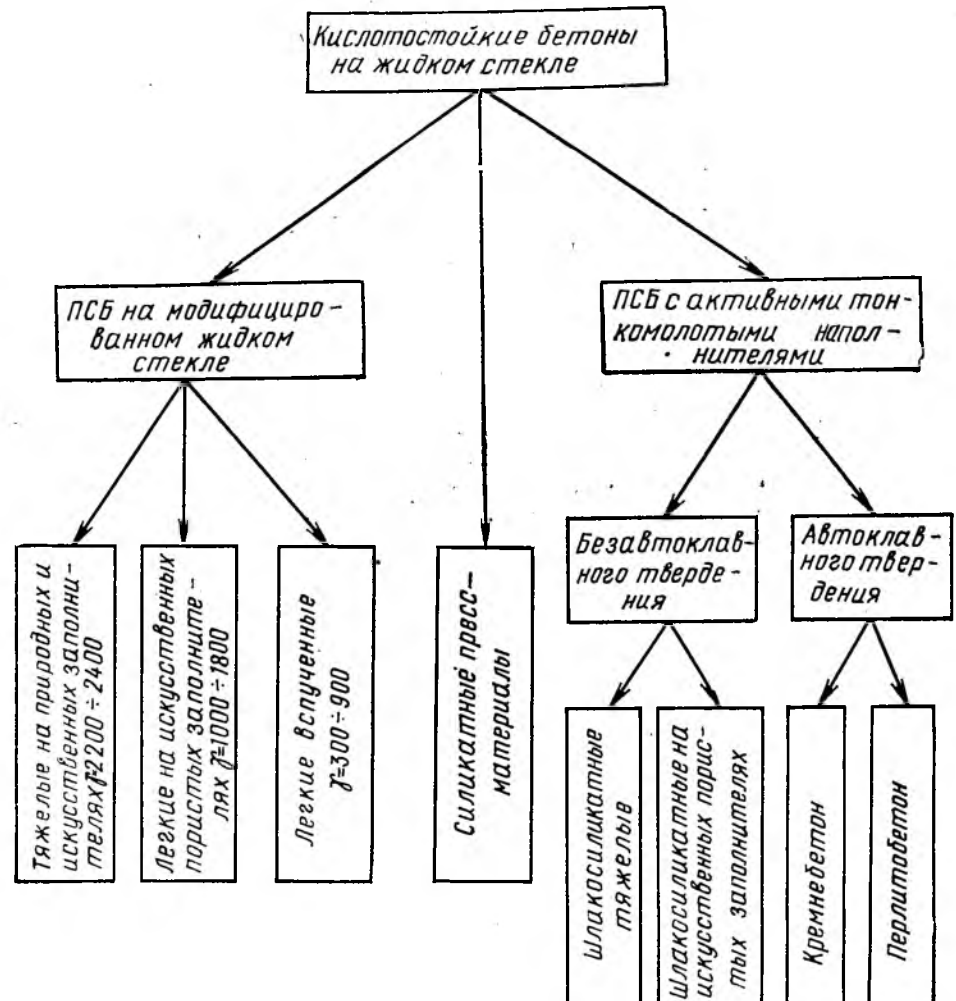 Кислотостойкие бетоны
на жидком стекле
ПСБ на модифициро-
ванном жидком
стекле
ПСБ с активными тон-
комолотыми напол-
нителями
Безавтоклав-
ного тверде-
ния
Автоклав-
ного твер-
дения
Тяжелые на природных и
искусственных заполни-
телях γ=2200÷2400
Легкие на искусственных
пористых заполните-
лях γ=1000÷1800
Легкие вспученные
γ=300÷900
Силикатные пресс-
материалы
Шлакосиликатные
тяжелые
Шлакосиликатные на
искусственных порис-
тых заполнителях
Кремнебетон
Перлитобетон